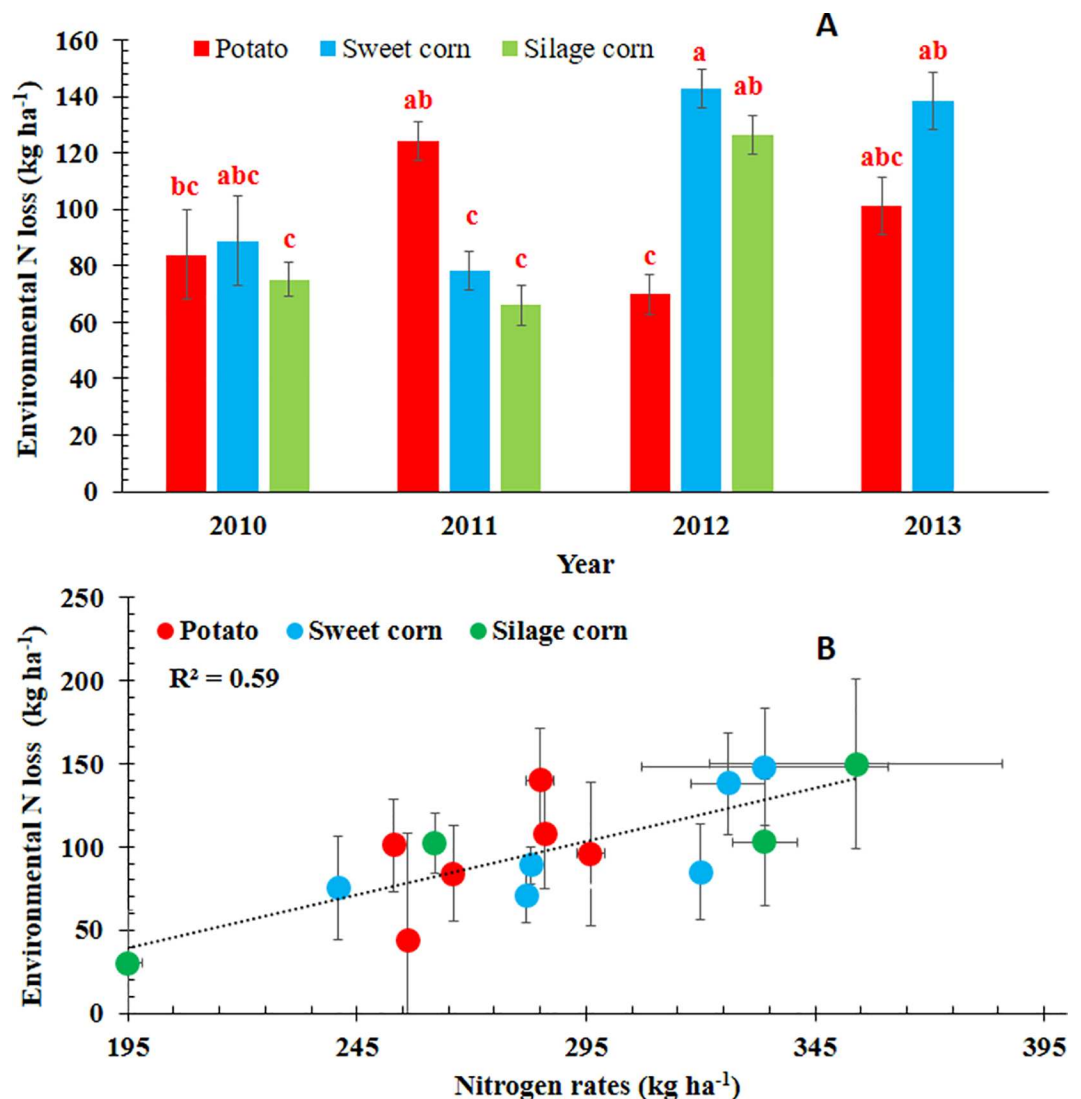 A
Potato Sweet corn Silage corn
Environmental N loss (kg ha⁻¹)
160
140
120
100
80
60
40
20
0
bc abc c
ab c c
c a ab
abc ab
2010 2011 2012 2013
Year
B
Potato Sweet corn Silage corn
R² = 0.59
Environmental N loss (kg ha⁻¹)
250
200
150
100
50
0
195 245 295 345 395
Nitrogen rates (kg ha⁻¹)